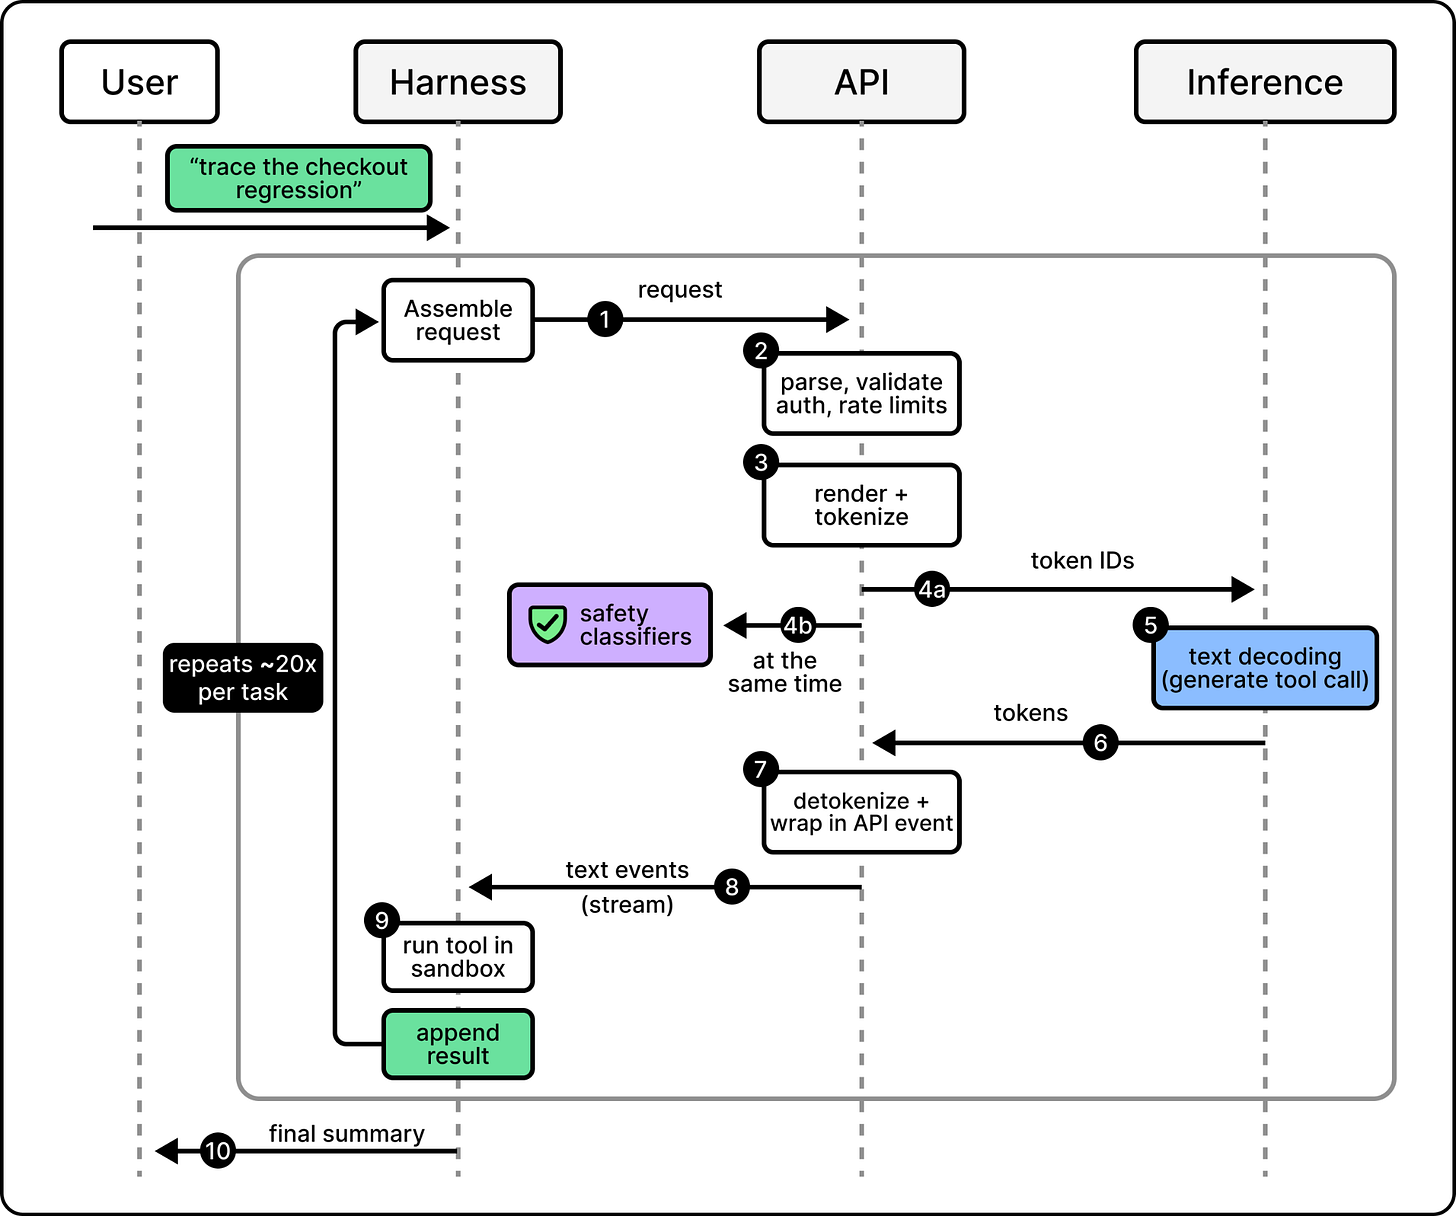 User
Harness
API
Inference
“trace the checkout
regression”
Assemble
request
1
request
2
parse, validate
auth, rate limits
3
render +
tokenize
token IDs
4a
safety
classifiers
4b
at the
same time
5
text decoding
(generate tool call)
repeats ~20x
per task
tokens
6
7
detokenize +
wrap in API event
text events
8
(stream)
9
run tool in
sandbox
append
result
final summary
10